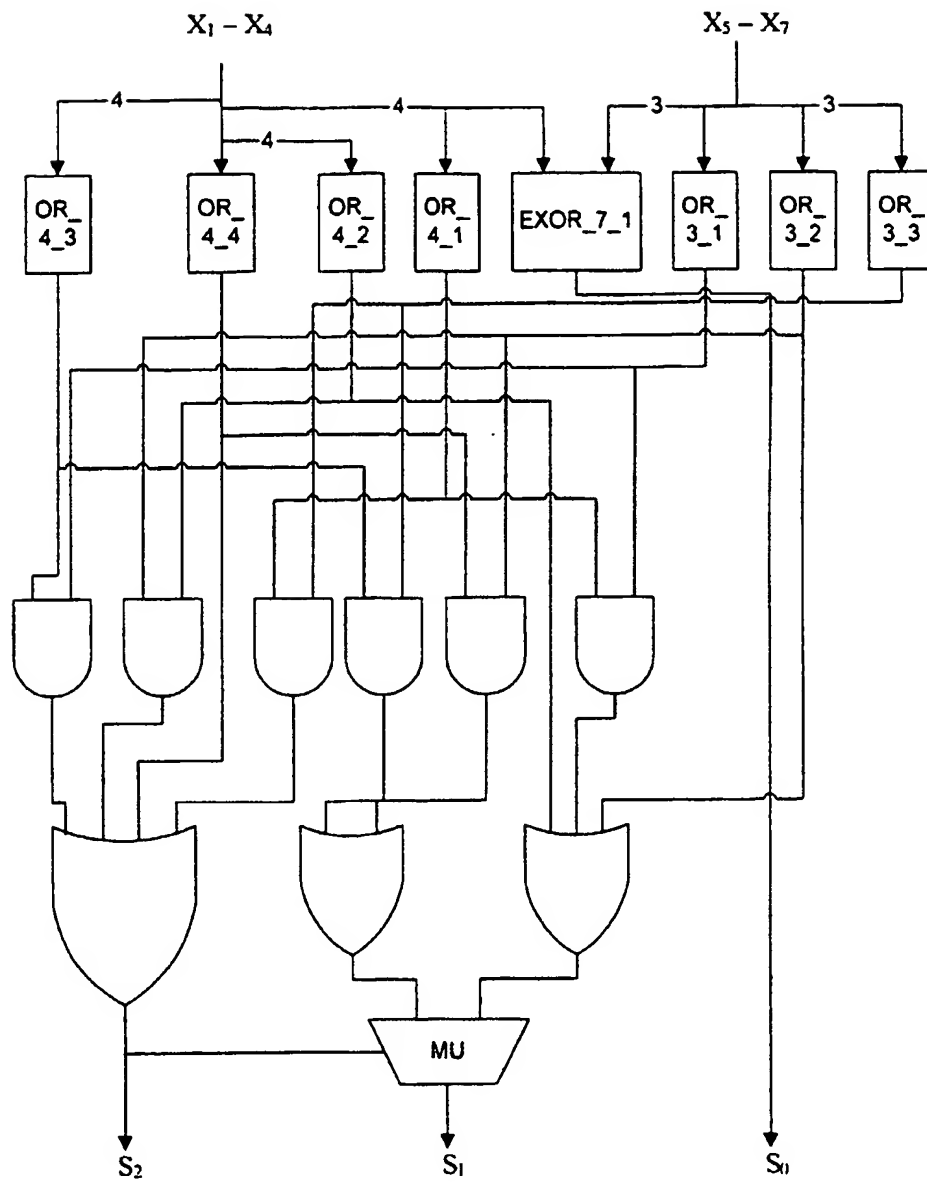 X₁ – X₄
X₅ – X₇
4
4
3
3
4
OR_
4_3
OR_
4_4
OR_
4_2
OR_
4_1
EXOR_7_1
OR_
3_1
OR_
3_2
OR_
3_3
MU
S₂
S₁
S₀